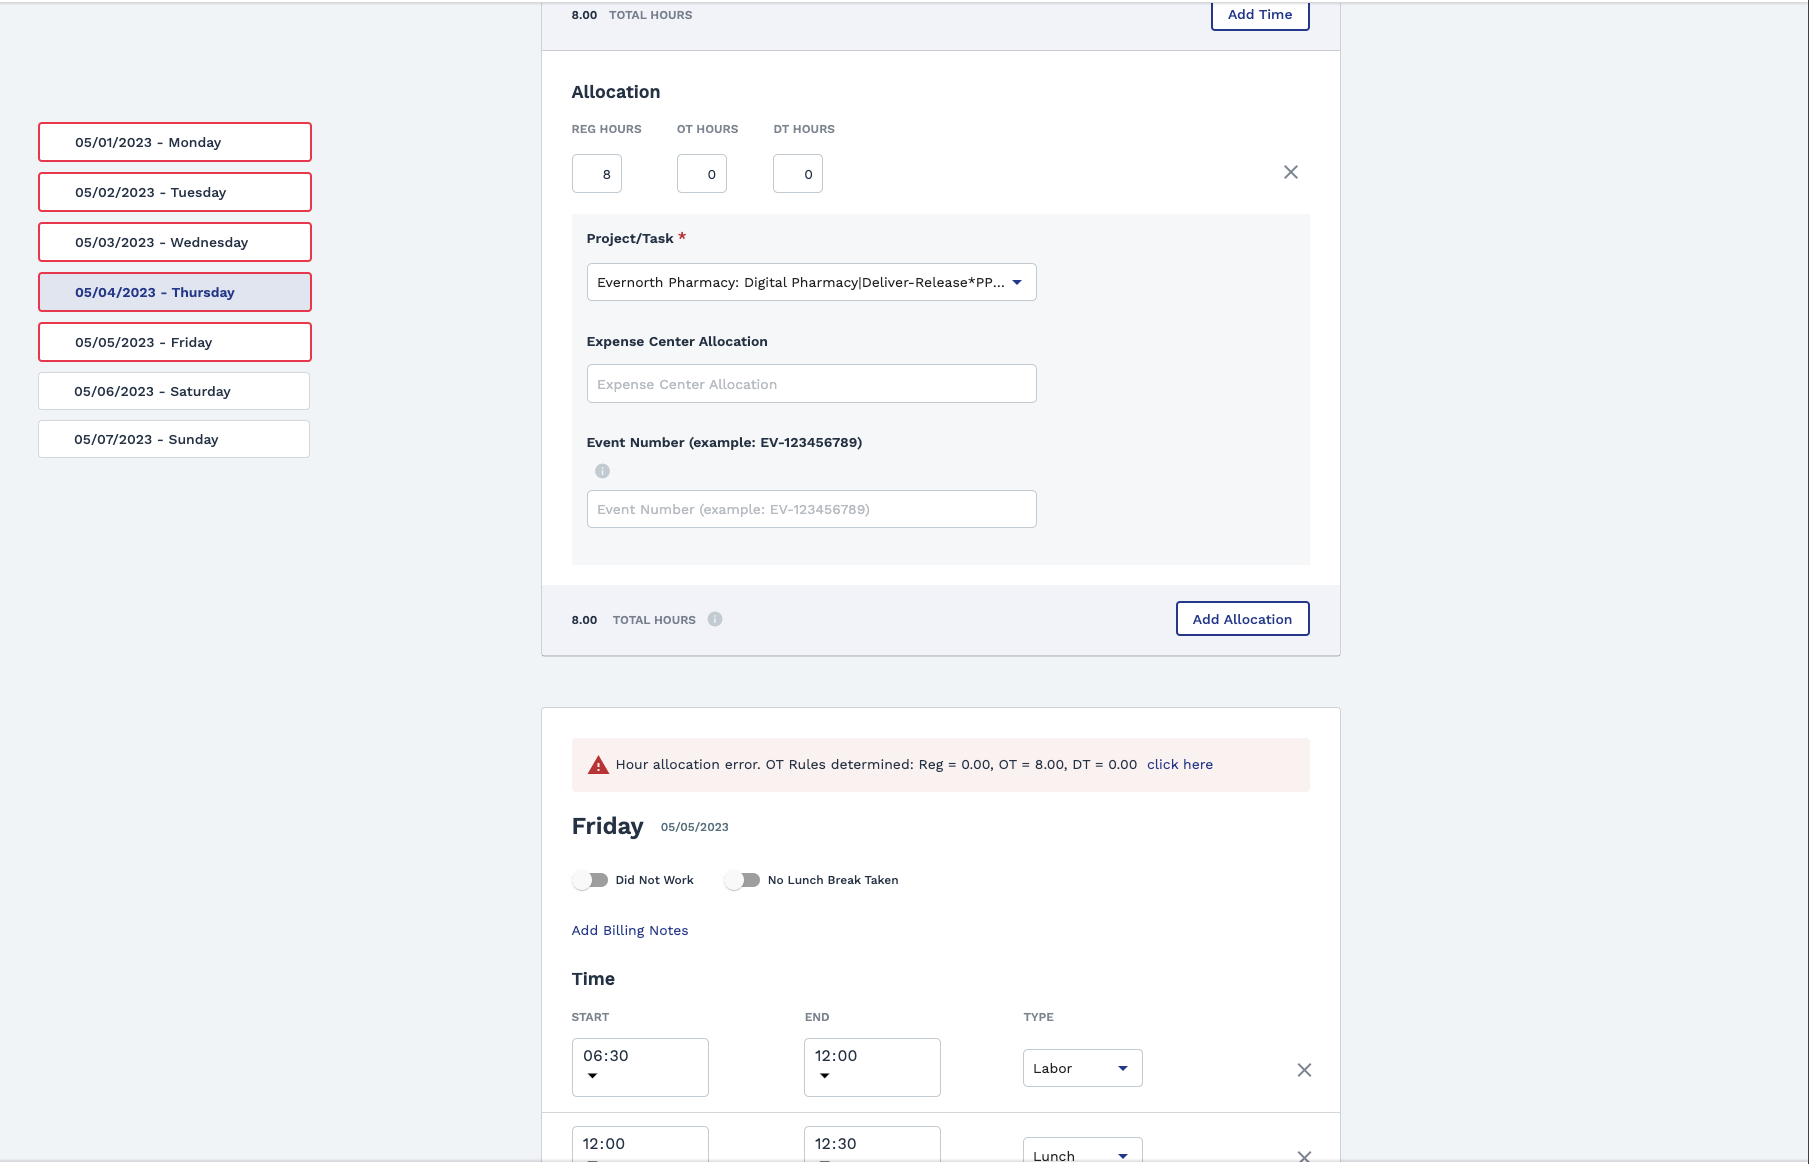 8.00 TOTAL HOURS Add Time
Allocation
REG HOURS OT HOURS DT HOURS
8 0 0
05/01/2023 - Monday
05/02/2023 - Tuesday
05/03/2023 - Wednesday
05/04/2023 - Thursday
05/05/2023 - Friday
05/06/2023 - Saturday
05/07/2023 - Sunday
Project/Task *
Evernorth Pharmacy: Digital Pharmacy|Deliver-Release*PP...
Expense Center Allocation
Expense Center Allocation
Event Number (example: EV-123456789)
Event Number (example: EV-123456789)
8.00 TOTAL HOURS Add Allocation
Hour allocation error. OT Rules determined: Reg = 0.00, OT = 8.00, DT = 0.00 click here
Friday 05/05/2023
Did Not Work No Lunch Break Taken
Add Billing Notes
Time
START END TYPE
06:30 12:00 Labor
12:00 12:30 Lunch